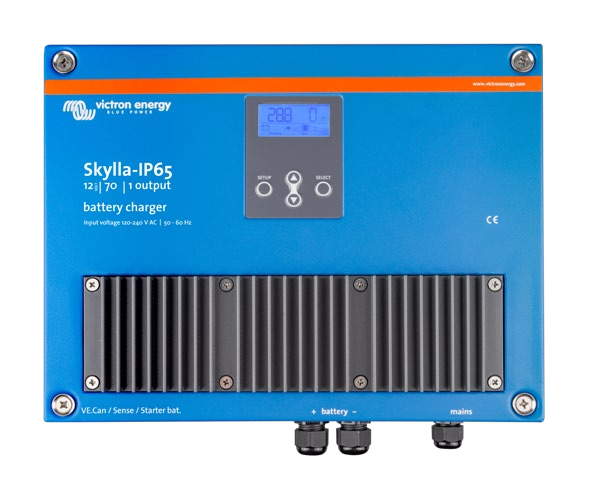 www.victronenergy.com
victron energy
BLUE POWER
28.8 0
Skylla-IP65
12 | 70 | 1 output
battery charger
Input voltage 120-240 V AC | 50 - 60 Hz
SETUP SELECT
CE
VE.Can / Sense / Starter bat.
+ battery −
mains